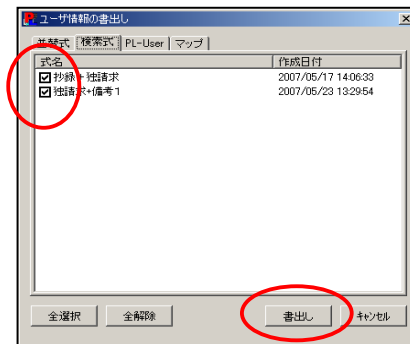 ユーザ情報の書出し
並替式 検索式 PL-User マップ
式名 作成日付
抄録+独請求 2007/05/17 14:06:33
独請求+備考1 2007/05/23 13:29:54
全選択 全解除 書出し キャンセル